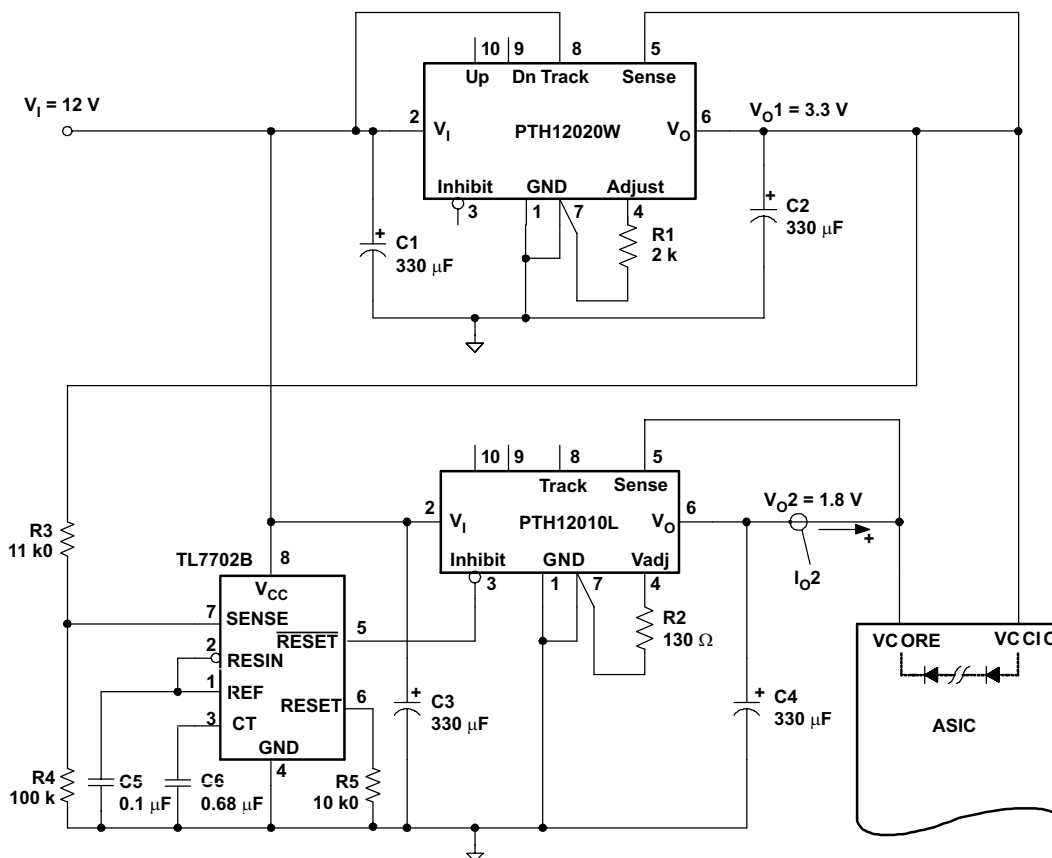 10 9 8 5
Up Dn Track Sense
V_I = 12 V
2 V_I PTH12020W V_O 6
V_O1 = 3.3 V
Inhibit GND Adjust
3 1 7 4
C1
330 μF
R1
2 k
C2
330 μF
10 9 8 5
Track Sense
2 V_I PTH12010L V_O 6
V_O2 = 1.8 V
+
I_O2
Inhibit GND Vadj
3 1 7 4
R2
130 Ω
R3
11 k0
TL7702B
8
V_CC
7 SENSE
5 RESET
2 RESIN
1 REF
6 RESET
3 CT
GND
4
R4
100 k
C5
0.1 μF
C6
0.68 μF
R5
10 k0
C3
330 μF
C4
330 μF
VCORE VCCIO
ASIC